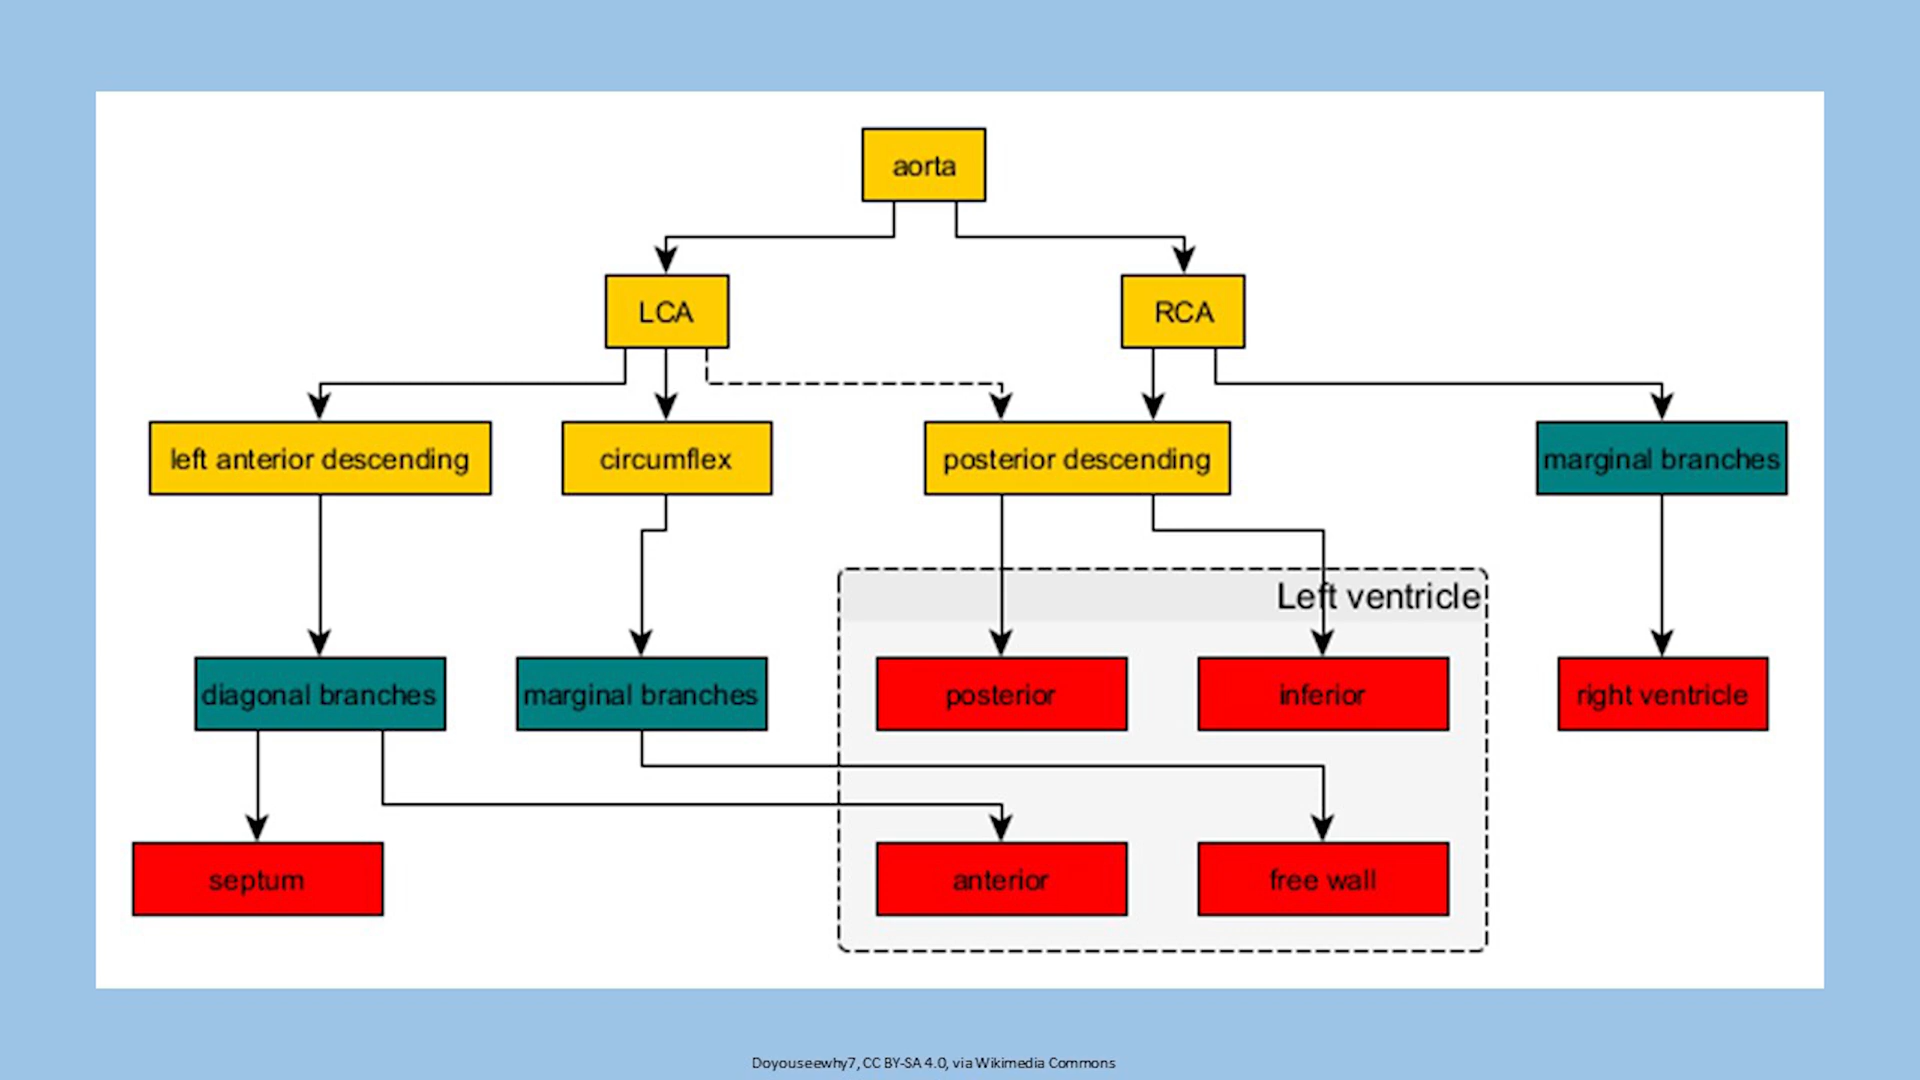 aorta
LCA
RCA
left anterior descending
circumflex
posterior descending
marginal branches
Left ventricle
diagonal branches
marginal branches
posterior
inferior
right ventricle
septum
anterior
free wall
Doyouseewhy7, CC BY-SA 4.0, via Wikimedia Commons